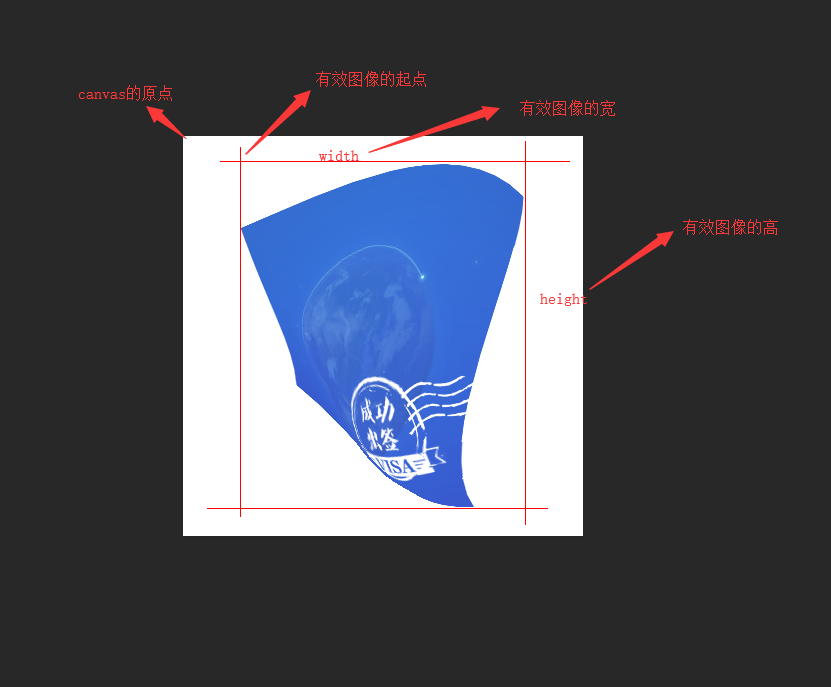 有效图像的起点
canvas的原点
有效图像的宽
width
有效图像的高
height
成功
出签
VISA